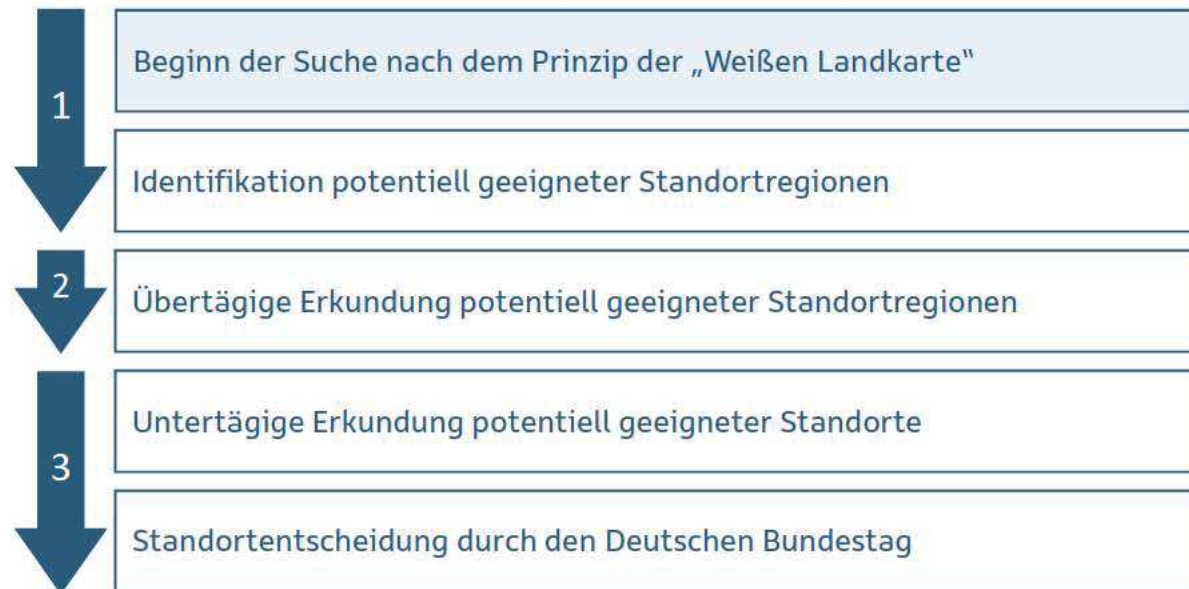 1
Beginn der Suche nach dem Prinzip der „Weißen Landkarte“
Identifikation potentiell geeigneter Standortregionen
2
Übertägige Erkundung potentiell geeigneter Standortregionen
3
Untertägige Erkundung potentiell geeigneter Standorte
Standortentscheidung durch den Deutschen Bundestag